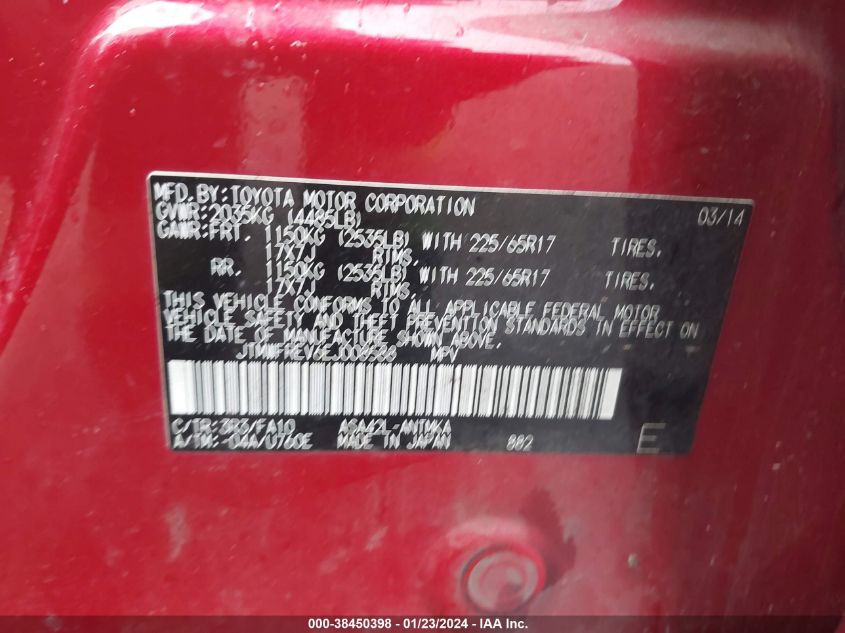 MFD. BY: TOYOTA MOTOR CORPORATION 03/14
GVWR: 2035KG (4485LB)
GAWR: FRT. 1150KG (2535LB) WITH 225/65R17 TIRES.
17X7J RIMS,
RR. 1150KG (2535LB) WITH 225/65R17 TIRES.
17X7J RIMS,
THIS VEHICLE CONFORMS TO ALL APPLICABLE FEDERAL MOTOR
VEHICLE SAFETY AND THEFT PREVENTION STANDARDS IN EFFECT ON
THE DATE OF MANUFACTURE SHOWN ABOVE.
MPV
C/TR: 3R3/FA10 ASA42L-ANTMKA
A/TM: -04A/U760E MADE IN JAPAN 882 E
000-38450398 - 01/23/2024 - IAA Inc.